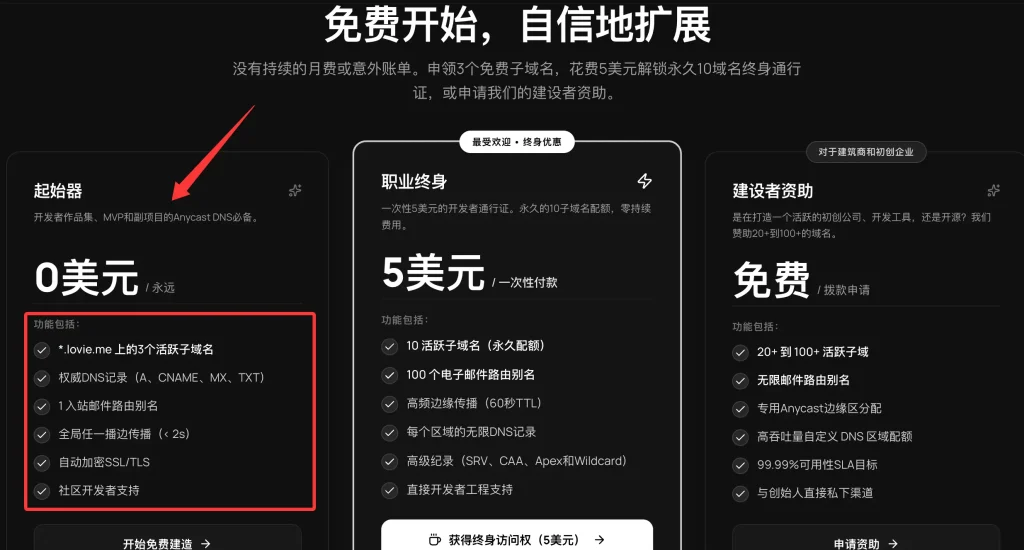 免费开始，自信地扩展
没有持续的月费或意外账单。申领3个免费子域名，花费5美元解锁永久10域名终身通行
证，或申请我们的建设者资助。
起始器
开发者作品集、MVP和副项目的Anycast DNS必备。
0美元 / 永远
功能包括：
*.lovie.me 上的3个活跃子域名
权威DNS记录（A、CNAME、MX、TXT）
1 入站邮件路由别名
全局任一播边传播（< 2s）
自动加密SSL/TLS
社区开发者支持
开始免费建造 →
最受欢迎 • 终身优惠
职业终身
一次性5美元的开发者通行证。永久的10子域名配额，零持续
费用。
5美元 / 一次性付款
功能包括：
10 活跃子域名（永久配额）
100 个电子邮件路由别名
高频边缘传播（60秒TTL）
每个区域的无限DNS记录
高级纪录（SRV、CAA、Apex和Wildcard）
直接开发者工程支持
获得终身访问权（5美元） →
对于建筑商和初创企业
建设者资助
是在打造一个活跃的初创公司、开发工具，还是开源？我们
赞助20+到100+的域名。
免费 / 拨款申请
功能包括：
20+ 到 100+ 活跃子域
无限邮件路由别名
专用Anycast边缘区分配
高吞吐量自定义 DNS 区域配额
99.99%可用性SLA目标
与创始人直接私下渠道
申请资助 →